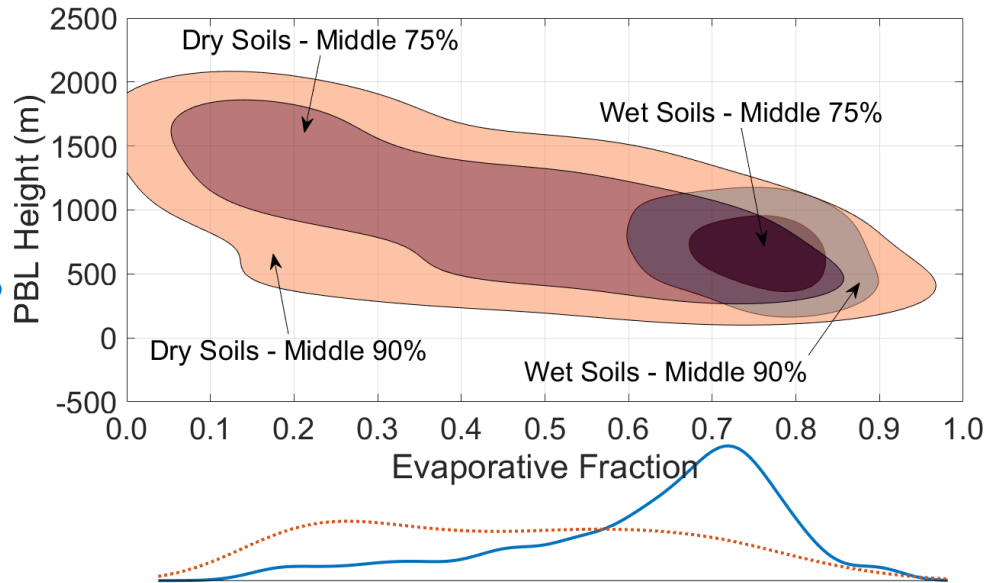 2500
Dry Soils - Middle 75%
2000
Wet Soils - Middle 75%
1500
1000
500
0
-500
PBL Height (m)
Dry Soils - Middle 90%
Wet Soils - Middle 90%
0.0 0.1 0.2 0.3 0.4 0.5 0.6 0.7 0.8 0.9 1.0
Evaporative Fraction